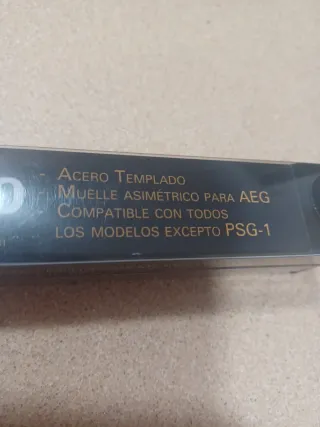 ACERO TEMPLADO
MUELLE ASIMÉTRICO PARA AEG
COMPATIBLE CON TODOS
LOS MODELOS EXCEPTO PSG-1